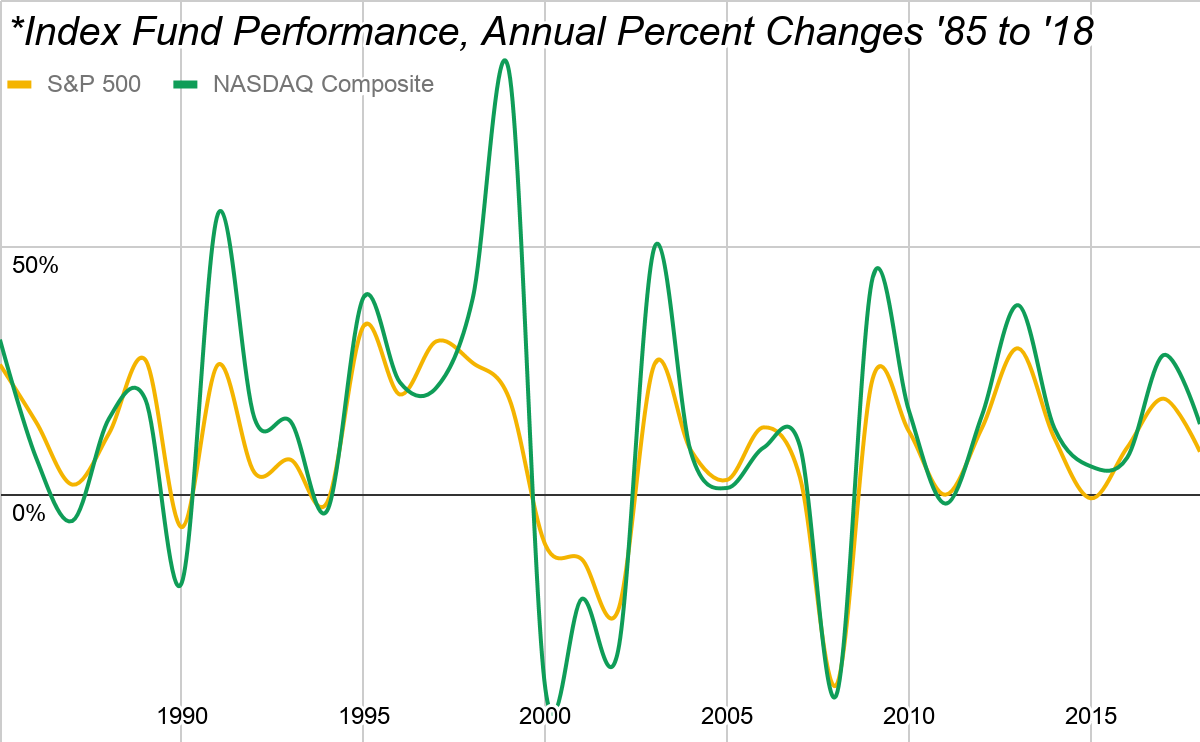 *Index Fund Performance, Annual Percent Changes '85 to '18
S&P 500 NASDAQ Composite
50%
0%
1990 1995 2000 2005 2010 2015